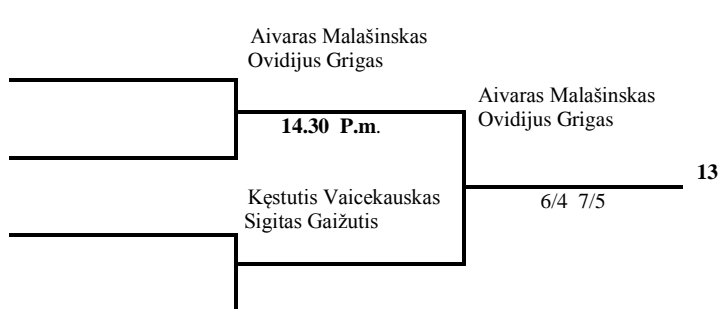 Aivaras Malašinskas
Ovidijus Grigas
Aivaras Malašinskas
Ovidijus Grigas
14.30 P.m.
13
Kęstutis Vaicekauskas
Sigitas Gaižutis
6/4 7/5